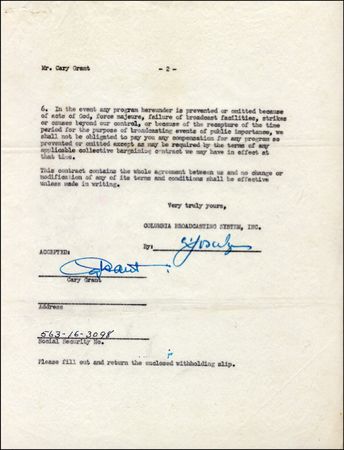 Mr. Cary Grant - 2 -
6. In the event any program hereunder is prevented or omitted because
of acts of God, force majeure, failure of broadcast facilities, strikes
or causes beyond our control, or because of the recapture of the time
period for the purpose of broadcasting events of public importance, we
shall not be obligated to pay you any compensation for any program so
prevented or omitted except as may be required by the terms of any
applicable collective bargaining contract we may have in effect at
that time.
This contract contains the whole agreement between us and no change or
modification of any of its terms and conditions shall be effective
unless made in writing.
Very truly yours,
COLUMBIA BROADCASTING SYSTEM, INC.
By:
ACCEPTED:
Cary Grant
Address
563-16-3098
Social Security No.
Please fill out and return the enclosed withholding slip.